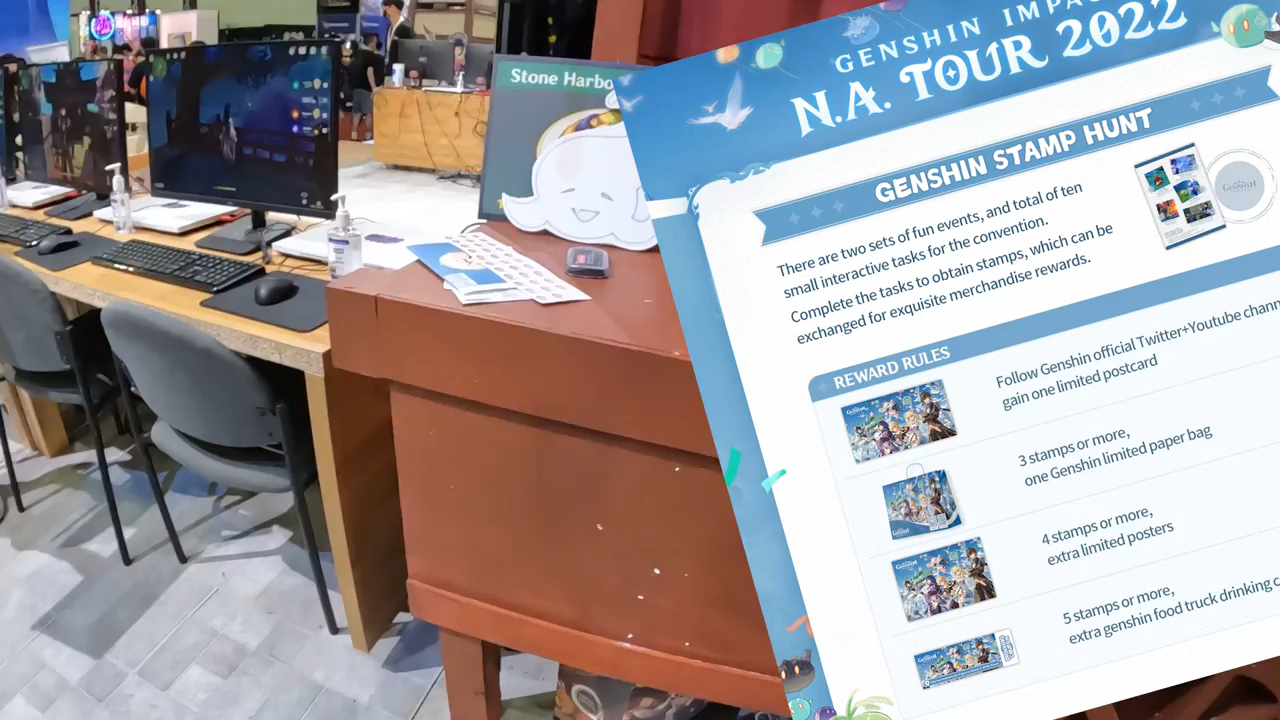 Stone Harbo
GENSHIN IMPAC
N.A. TOUR 2022
GENSHIN STAMP HUNT
There are two sets of fun events, and total of ten
small interactive tasks for the convention.
Complete the tasks to obtain stamps, which can be
exchanged for exquisite merchandise rewards.
REWARD RULES
Follow Genshin official Twitter+Youtube chann
gain one limited postcard
3 stamps or more,
one Genshin limited paper bag
4 stamps or more,
extra limited posters
5 stamps or more,
extra genshin food truck drinking c